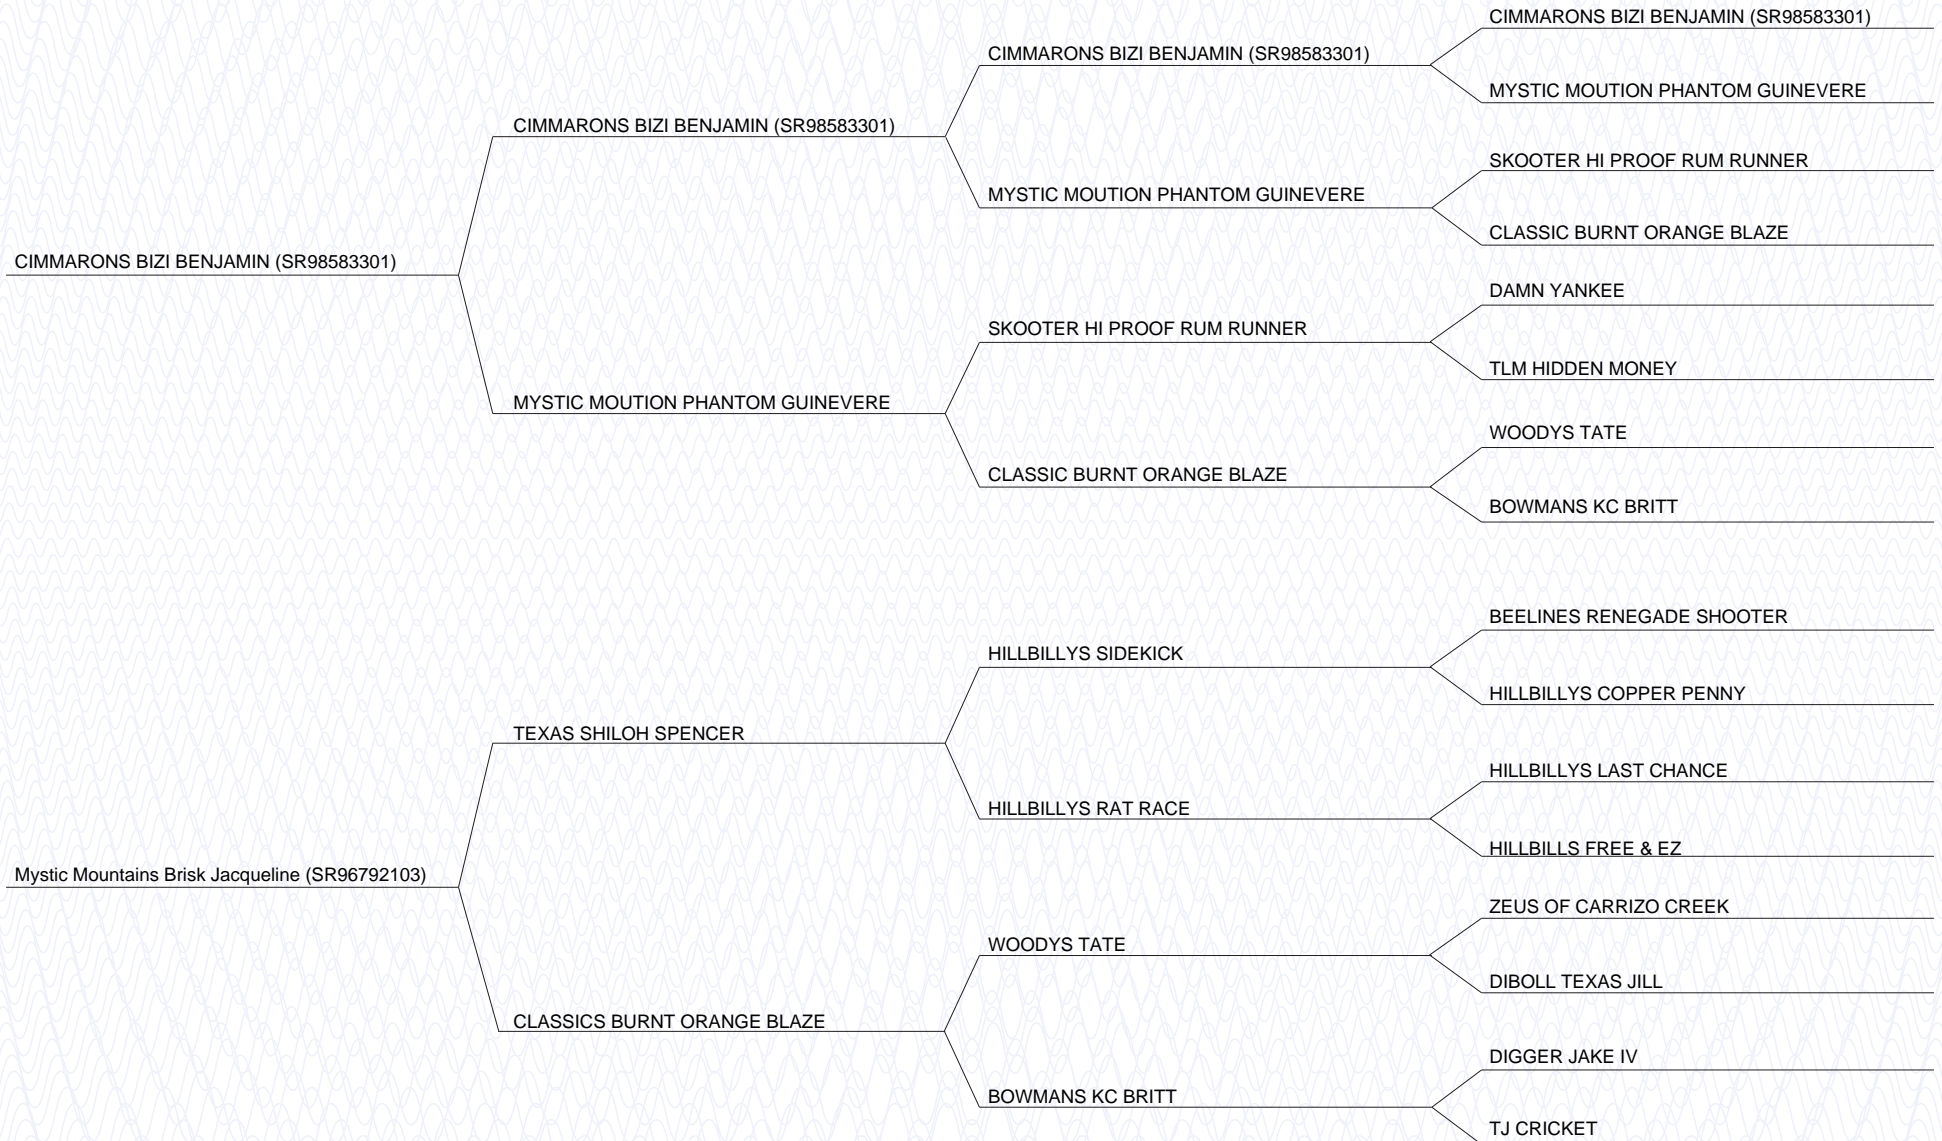 CIMMARONS BIZI BENJAMIN (SR98583301)
CIMMARONS BIZI BENJAMIN (SR98583301)
MYSTIC MOUTION PHANTOM GUINEVERE
CIMMARONS BIZI BENJAMIN (SR98583301)
MYSTIC MOUTION PHANTOM GUINEVERE
SKOOTER HI PROOF RUM RUNNER
CLASSIC BURNT ORANGE BLAZE
CIMMARONS BIZI BENJAMIN (SR98583301)
MYSTIC MOUTION PHANTOM GUINEVERE
SKOOTER HI PROOF RUM RUNNER
CLASSIC BURNT ORANGE BLAZE
DAMN YANKEE
TLM HIDDEN MONEY
WOODYS TATE
BOWMANS KC BRITT
Mystic Mountains Brisk Jacqueline (SR96792103)
TEXAS SHILOH SPENCER
CLASSICS BURNT ORANGE BLAZE
HILLBILLYS SIDEKICK
HILLBILLYS RAT RACE
WOODYS TATE
BOWMANS KC BRITT
BEELINES RENEGADE SHOOTER
HILLBILLYS COPPER PENNY
HILLBILLYS LAST CHANCE
HILLBILLS FREE & EZ
ZEUS OF CARRIZO CREEK
DIBOLL TEXAS JILL
DIGGER JAKE IV
TJ CRICKET